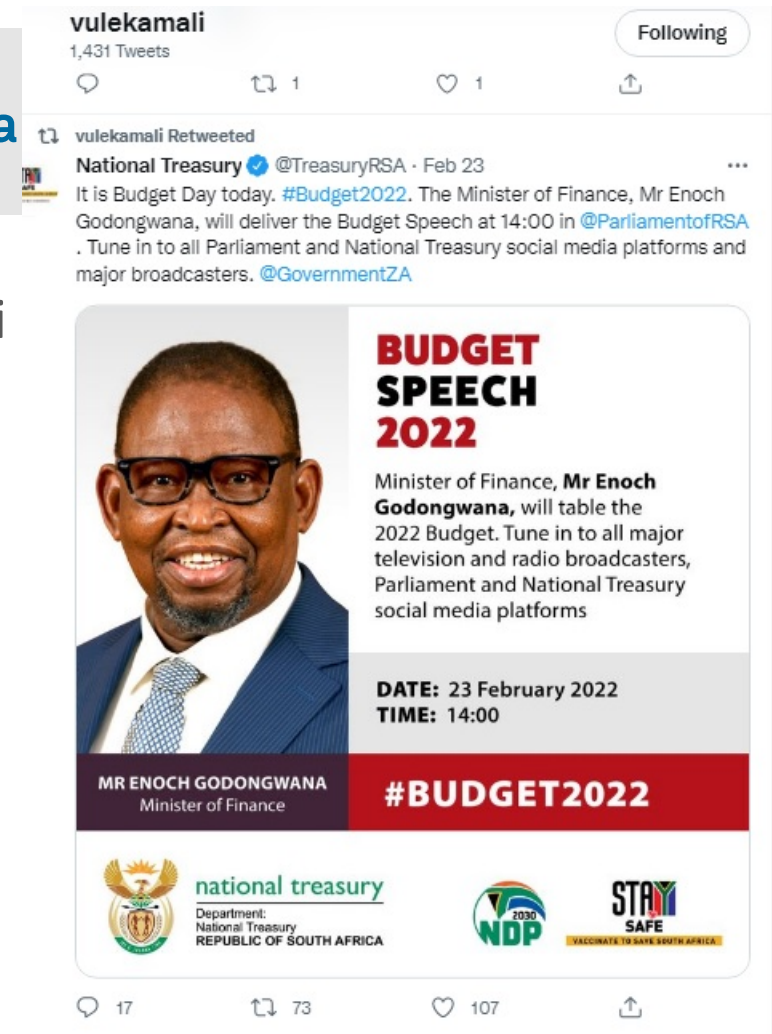 vulekamali
1,431 Tweets
Following
1
1
a
vulekamali Retweeted
National Treasury @TreasuryRSA · Feb 23
It is Budget Day today. #Budget2022. The Minister of Finance, Mr Enoch
Godongwana, will deliver the Budget Speech at 14:00 in @ParliamentofRSA
. Tune in to all Parliament and National Treasury social media platforms and
major broadcasters. @GovernmentZA
i
BUDGET
SPEECH
2022
Minister of Finance, Mr Enoch
Godongwana, will table the
2022 Budget. Tune in to all major
television and radio broadcasters,
Parliament and National Treasury
social media platforms
DATE: 23 February 2022
TIME: 14:00
MR ENOCH GODONGWANA
Minister of Finance
#BUDGET2022
national treasury
Department:
National Treasury
REPUBLIC OF SOUTH AFRICA
2030
NDP
STAY
SAFE
VACCINATE TO SAVE SOUTH AFRICA
17
73
107